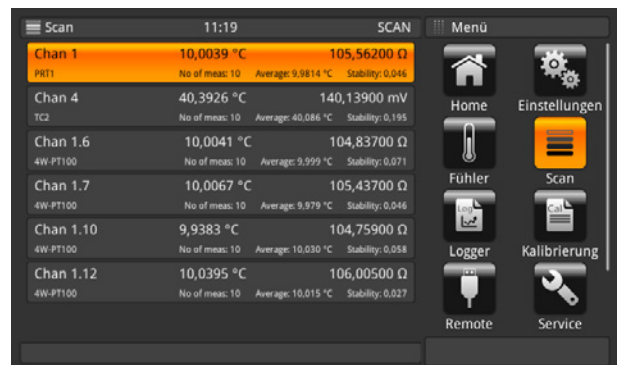 Scan 11:19 SCAN
Chan 1 10,0039 °C 105,56200 Ω
PRT1 No of meas: 10 Average: 9,9814 °C Stability: 0,046
Chan 4 40,3926 °C 140,13900 mV
TC2 No of meas: 10 Average: 40,086 °C Stability: 0,195
Chan 1.6 10,0041 °C 104,83700 Ω
4W-PT100 No of meas: 10 Average: 9,999 °C Stability: 0,071
Chan 1.7 10,0067 °C 105,43700 Ω
4W-PT100 No of meas: 10 Average: 9,979 °C Stability: 0,046
Chan 1.10 9,9383 °C 104,75900 Ω
4W-PT100 No of meas: 10 Average: 10,030 °C Stability: 0,058
Chan 1.12 10,0395 °C 106,00500 Ω
4W-PT100 No of meas: 10 Average: 10,015 °C Stability: 0,027
Menü
Home Einstellungen
Fühler Scan
Log Cal
Logger Kalibrierung
Remote Service